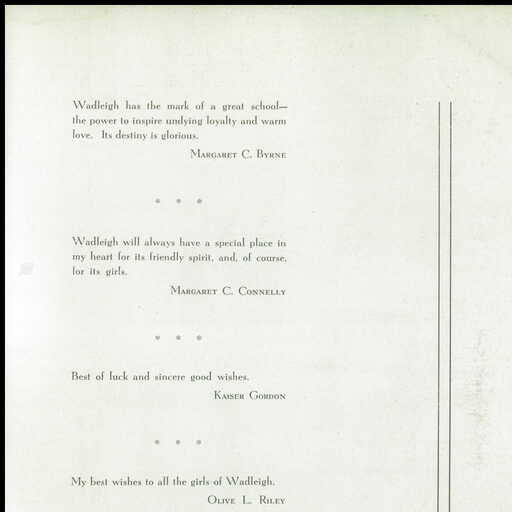 Wadleigh has the mark of a great school—
the power to inspire undying loyalty and warm
love. Its destiny is glorious.
Margaret C. Byrne
* * *
Wadleigh will always have a special place in
my heart for its friendly spirit, and, of course,
for its girls.
Margaret C. Connelly
* * *
Best of luck and sincere good wishes.
Kaiser Gordon
* * *
My best wishes to all the girls of Wadleigh.
Olive L. Riley